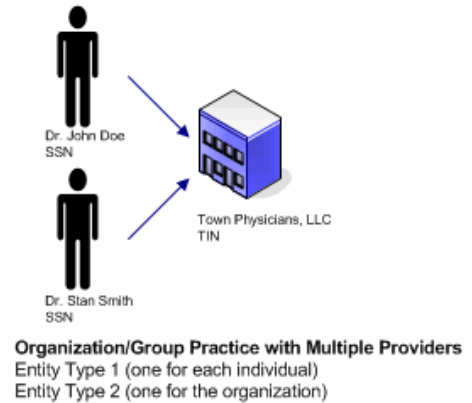 Dr. John Doe
SSN
Town Physicians, LLC
TIN
Dr. Stan Smith
SSN
Organization/Group Practice with Multiple Providers
Entity Type 1 (one for each individual)
Entity Type 2 (one for the organization)